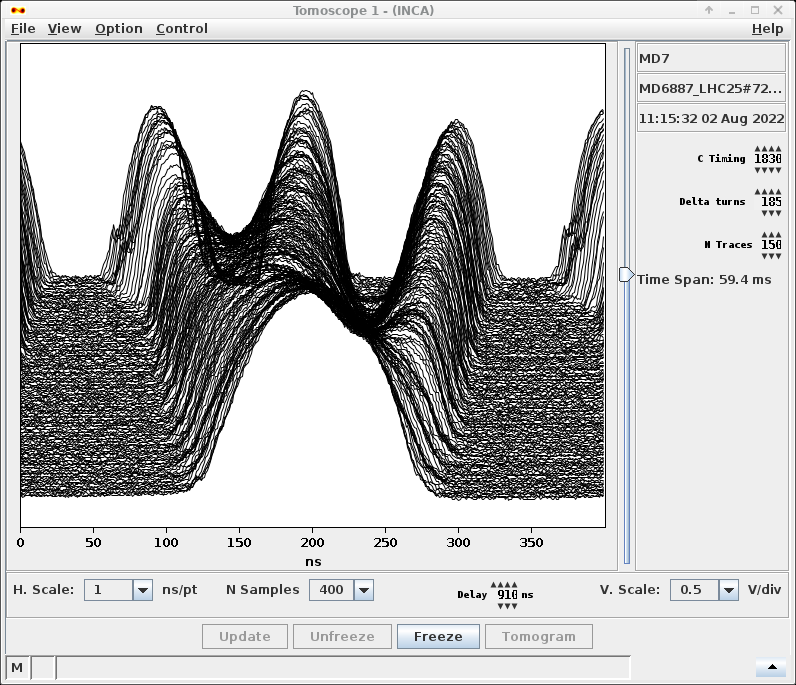 Tomoscope 1 - (INCA)
File View Option Control Help
MD7
MD6887_LHC25#72...
11:15:32 02 Aug 2022
C Timing 1830
Delta turns 185
N Traces 150
Time Span: 59.4 ms
0 50 100 150 200 250 300 350
ns
H. Scale: 1 ns/pt N Samples 400 Delay 910 ns V. Scale: 0.5 V/div
Update Unfreeze Freeze Tomogram
M